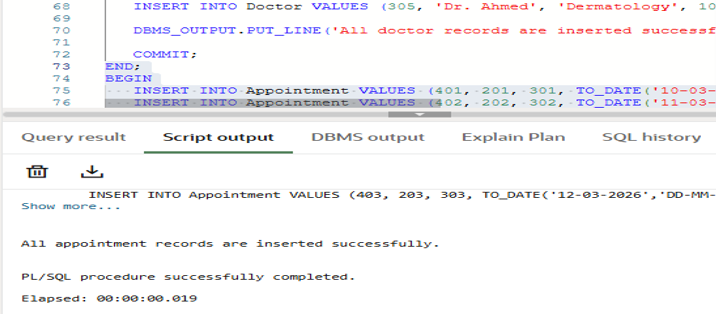 68 INSERT INTO Doctor VALUES (305, 'Dr. Ahmed', 'Dermatology', 10
69
70 DBMS_OUTPUT.PUT_LINE('All doctor records are inserted successf
71
72 COMMIT;
73 END;
74 BEGIN
75 INSERT INTO Appointment VALUES (401, 201, 301, TO_DATE('10-03-
76 INSERT INTO Appointment VALUES (402, 202, 302, TO_DATE('11-03-
Query result Script output DBMS output Explain Plan SQL history
INSERT INTO Appointment VALUES (403, 203, 303, TO_DATE('12-03-2026','DD-MM-
Show more...
All appointment records are inserted successfully.
PL/SQL procedure successfully completed.
Elapsed: 00:00:00.019